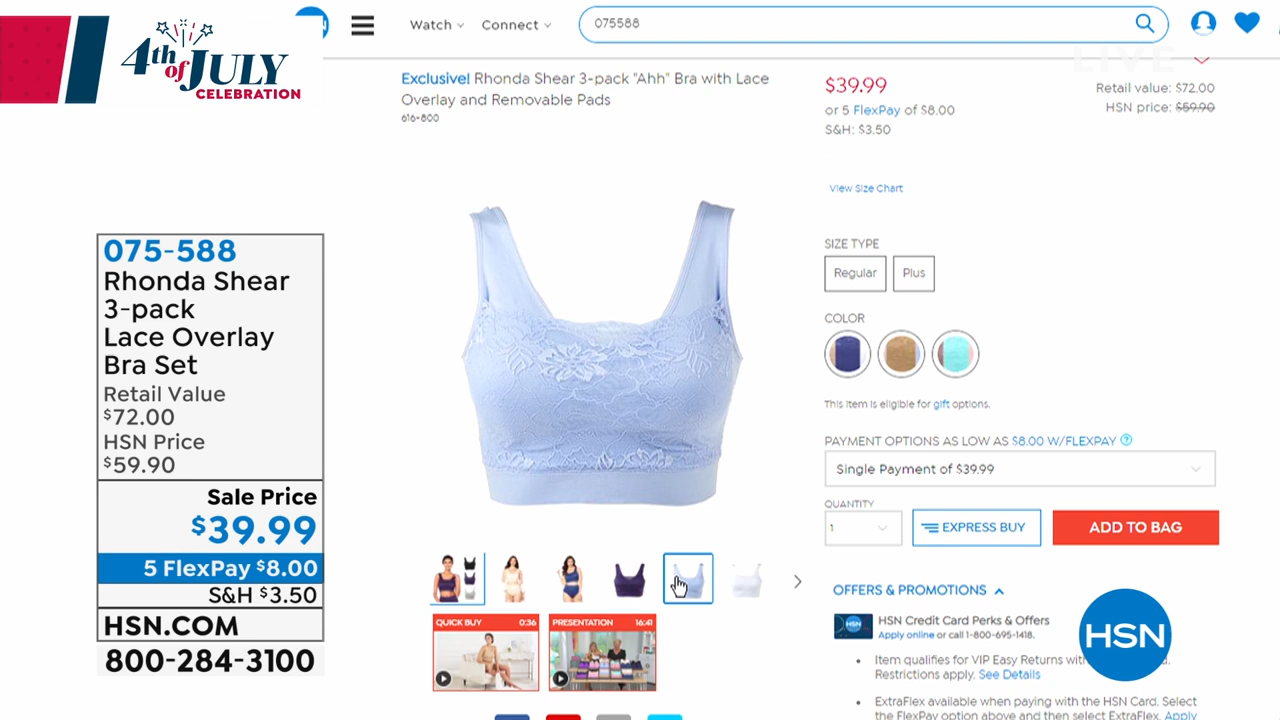 4th
of JULY
CELEBRATION
Watch
Connect
075588
LIVE
Exclusive! Rhonda Shear 3-pack "Ahh" Bra with Lace
Overlay and Removable Pads
616-800
$39.99
or 5 FlexPay of $8.00
S&H: $3.50
Retail value: $72.00
HSN price: $59.90
View Size Chart
SIZE TYPE
Regular
Plus
COLOR
This item is eligible for gift options.
PAYMENT OPTIONS AS LOW AS $8.00 W/FLEXPAY ?
Single Payment of $39.99
QUANTITY
1
EXPRESS BUY
ADD TO BAG
OFFERS & PROMOTIONS
HSN
HSN Credit Card Perks & Offers
Apply online or call 1-800-695-1418.
Item qualifies for VIP Easy Returns
Restrictions apply. See Details
ExtraFlex available when paying with the HSN Card. Select
the FlexPay option above and then select ExtraFlex. Apply
075-588
Rhonda Shear
3-pack
Lace Overlay
Bra Set
Retail Value
$72.00
HSN Price
$59.90
Sale Price
$39.99
5 FlexPay $8.00
S&H $3.50
HSN.COM
800-284-3100
QUICK BUY 0:36
PRESENTATION 16:41
HSN